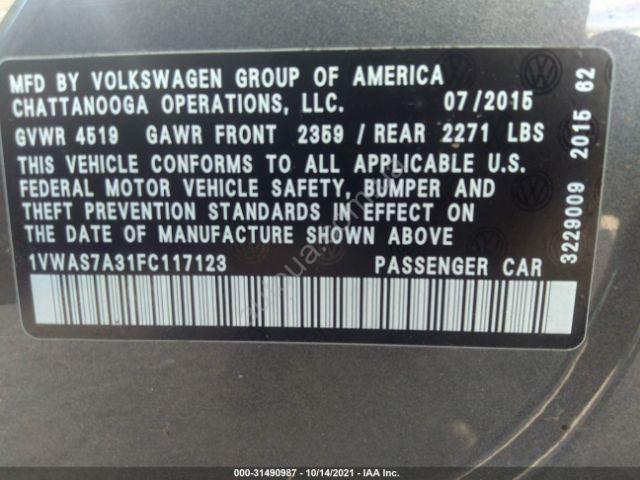 MFD BY VOLKSWAGEN GROUP OF AMERICA
CHATTANOOGA OPERATIONS, LLC. 07/2015
GVWR 4519 GAWR FRONT 2359 / REAR 2271 LBS
THIS VEHICLE CONFORMS TO ALL APPLICABLE U.S.
FEDERAL MOTOR VEHICLE SAFETY, BUMPER AND
THEFT PREVENTION STANDARDS IN EFFECT ON
THE DATE OF MANUFACTURE SHOWN ABOVE
1VWAS7A31FC117123 PASSENGER CAR
3229009 2015 62
000-31490987 - 10/14/2021 - IAA Inc.